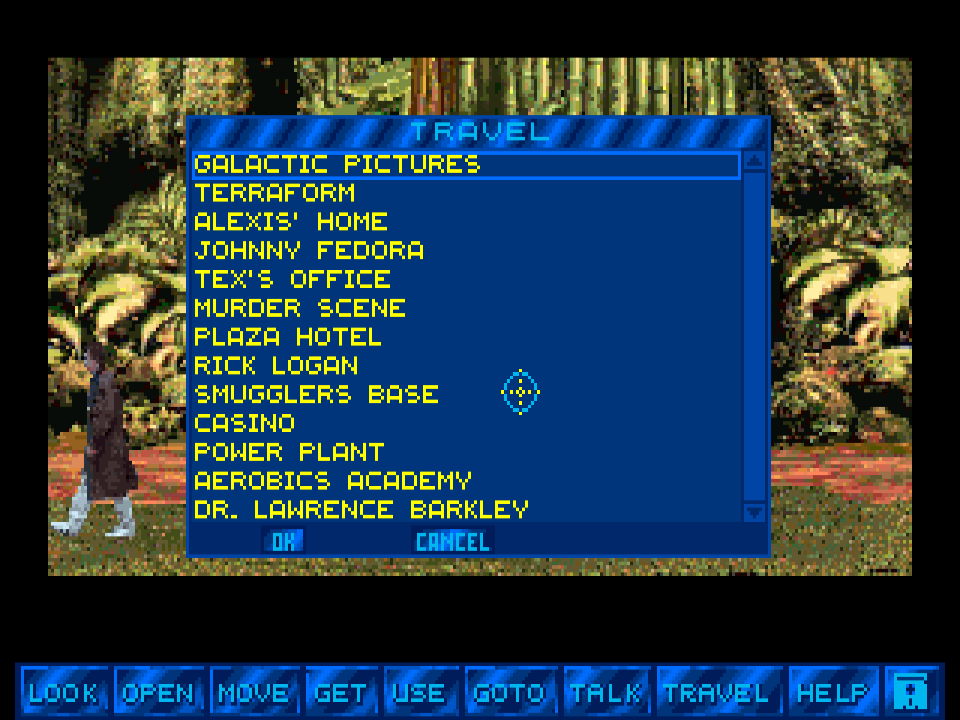 TRAVEL
GALACTIC PICTURES
TERRAFORM
ALEXIS' HOME
JOHNNY FEDORA
TEX'S OFFICE
MURDER SCENE
PLAZA HOTEL
RICK LOGAN
SMUGGLERS BASE
CASINO
POWER PLANT
AEROBICS ACADEMY
DR. LAWRENCE BARKLEY
OK CANCEL
LOOK OPEN MOVE GET USE GOTO TALK TRAVEL HELP